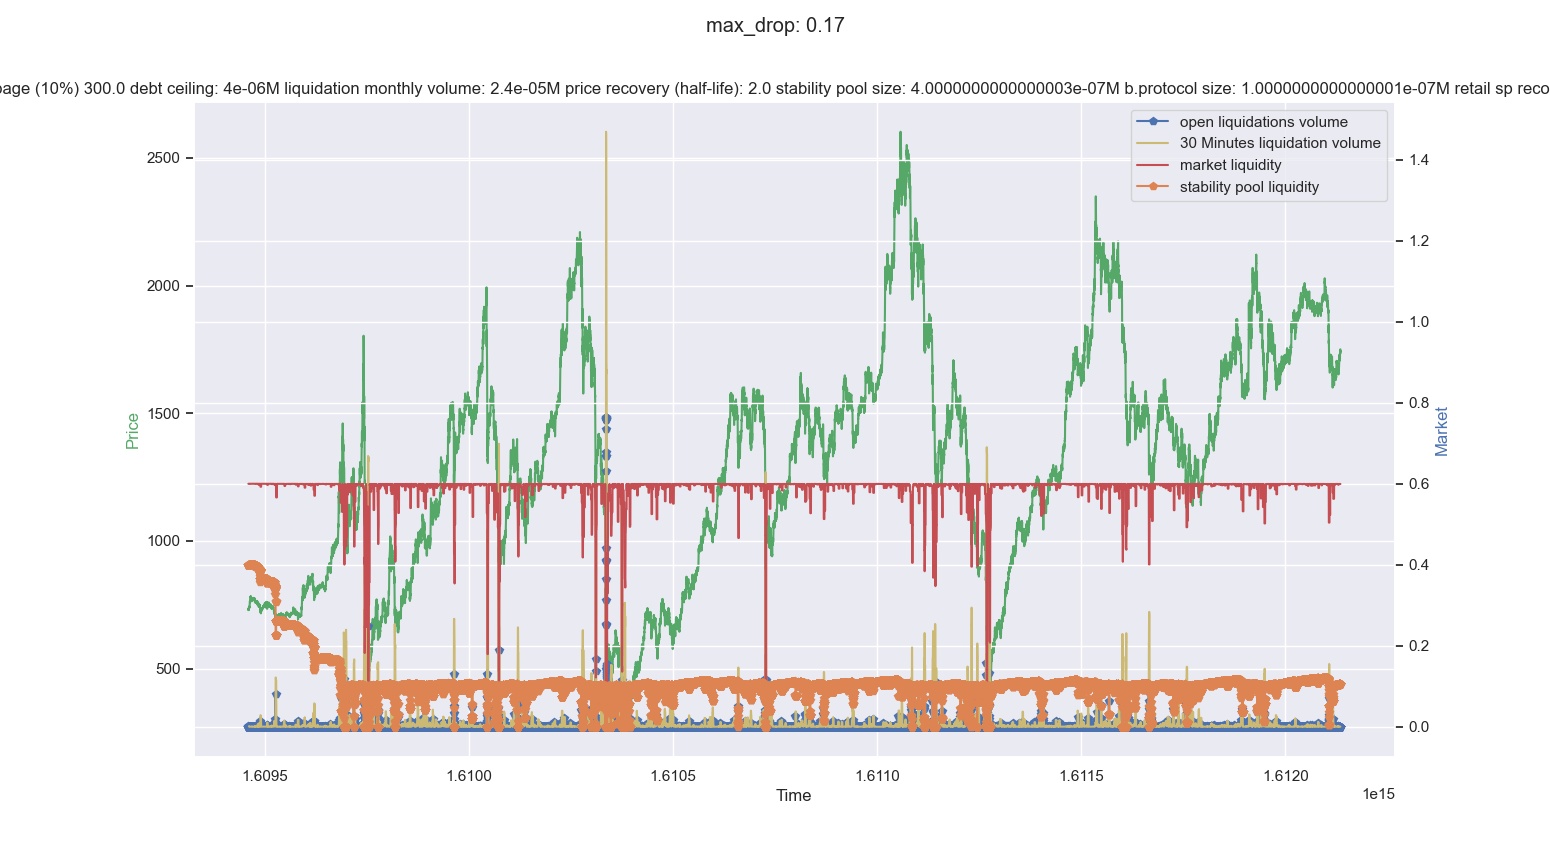 max_drop: 0.17
page (10%) 300.0 debt ceiling: 4e-06M liquidation monthly volume: 2.4e-05M price recovery (half-life): 2.0 stability pool size: 4.0000000000000003e-07M b.protocol size: 1.0000000000000001e-07M retail sp reco
open liquidations volume
30 Minutes liquidation volume
market liquidity
stability pool liquidity
2500
2000
1500
1000
500
Price
1.4
1.2
1.0
0.8
0.6
0.4
0.2
0.0
Market
1.6095 1.6100 1.6105 1.6110 1.6115 1.6120
1e15
Time